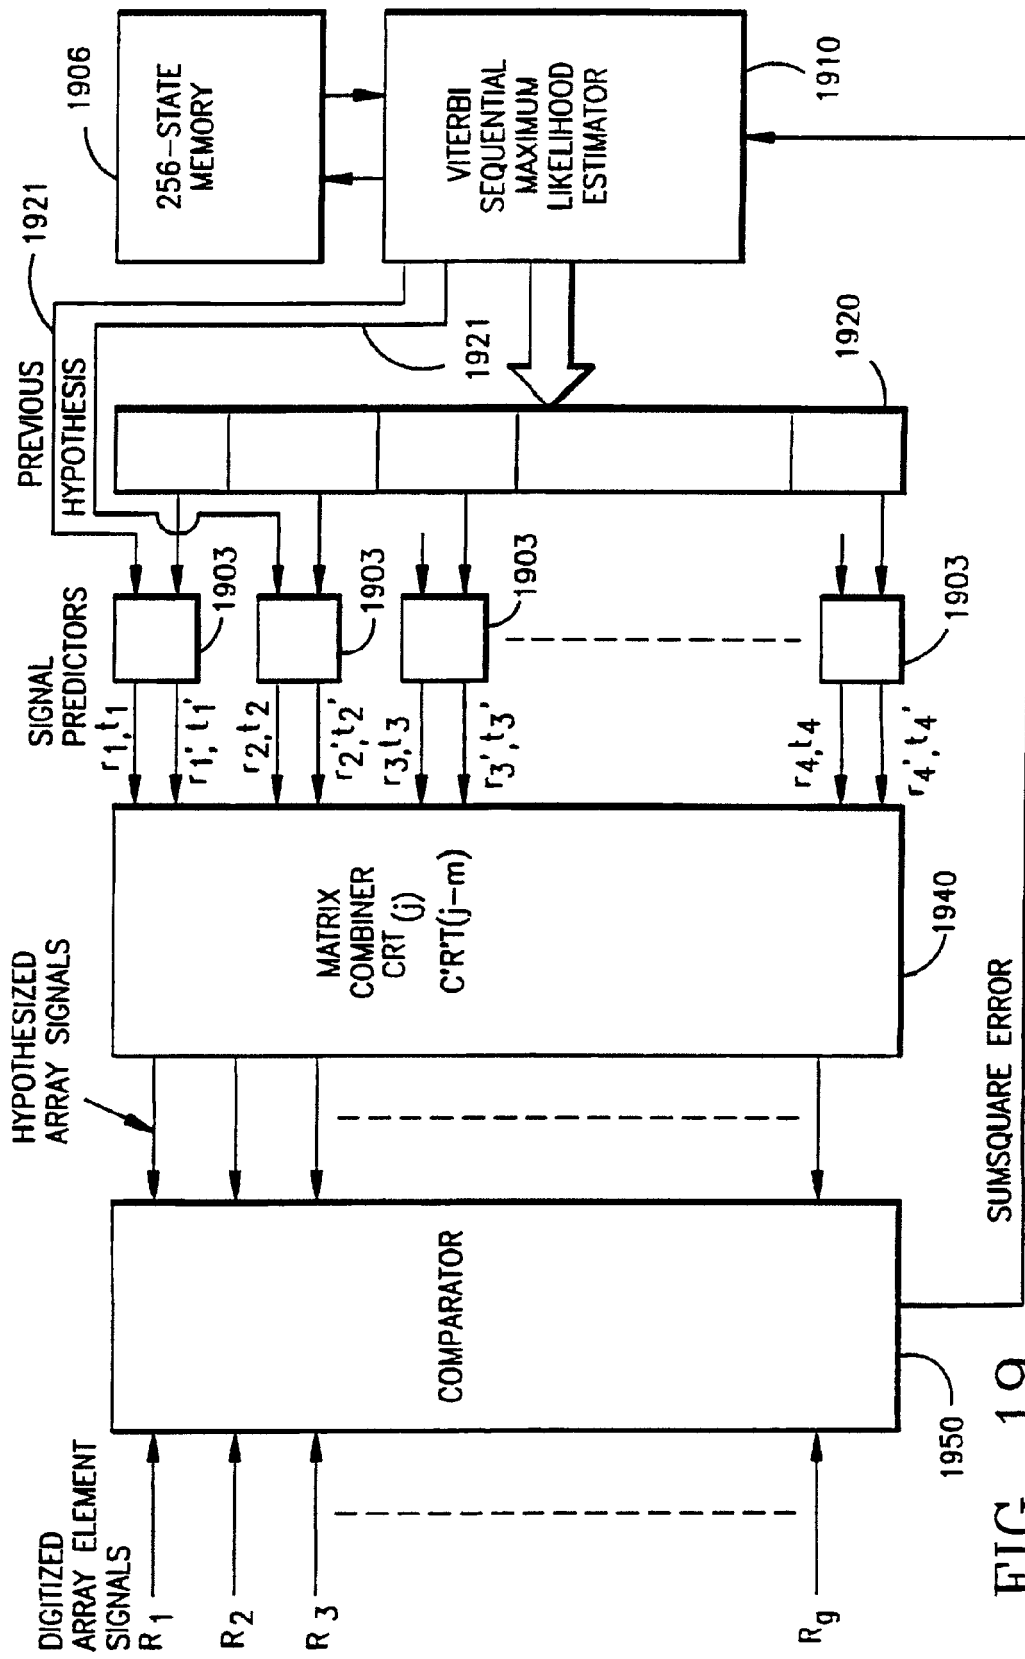 DIGITIZED
ARRAY ELEMENT
SIGNALS
R1
R2
R3
Rg
COMPARATOR
1950
HYPOTHESIZED
ARRAY SIGNALS
SUMSQUARE ERROR
MATRIX
COMBINER
CRT(j)
C'R'T(j-m)
1940
SIGNAL
PREDICTORS
r1,t1
r1',t1'
r2,t2
r2',t2'
r3,t3
r3',t3'
r4,t4
r4',t4'
1903
1903
1903
1903
PREVIOUS
HYPOTHESIS
1921
1921
1920
256-STATE
MEMORY
1906
VITERBI
SEQUENTIAL
MAXIMUM
LIKELIHOOD
ESTIMATOR
1910
FIG. 19